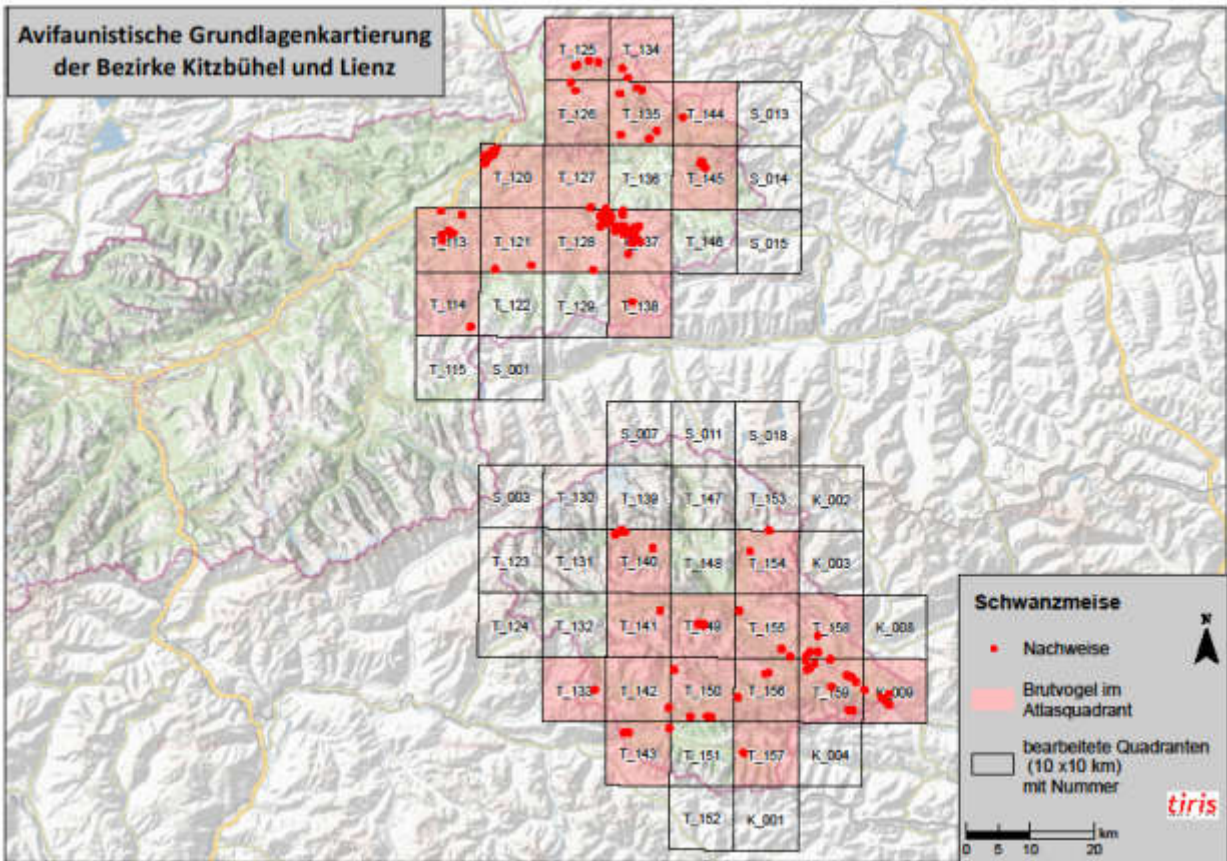 Avifaunistische Grundlagenkartierung
der Bezirke Kitzbühel und Lienz
T_125 T_134
T_126 T_135 T_144 S_013
T_120 T_127 T_136 T_145 S_014
T_113 T_121 T_128 T_137 T_146 S_015
T_114 T_122 T_129 T_138
T_115 S_001
S_007 S_011 S_018
S_003 T_130 T_139 T_147 T_153 K_002
T_123 T_131 T_140 T_148 T_154 K_003
T_124 T_132 T_141 T_149 T_155 T_158 K_008
T_133 T_142 T_150 T_156 T_159 K_009
T_143 T_151 T_157 K_004
T_152 K_001
Schwanzmeise
N
Nachweise
Brutvogel im
Atlasquadrant
bearbeitete Quadranten
(10 x10 km)
mit Nummer
tiris
km
0 5 10 20